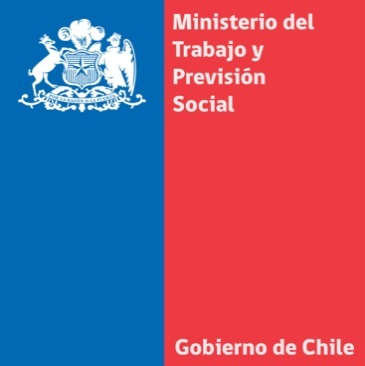 Ministerio del
Trabajo y
Previsión
Social
Gobierno de Chile